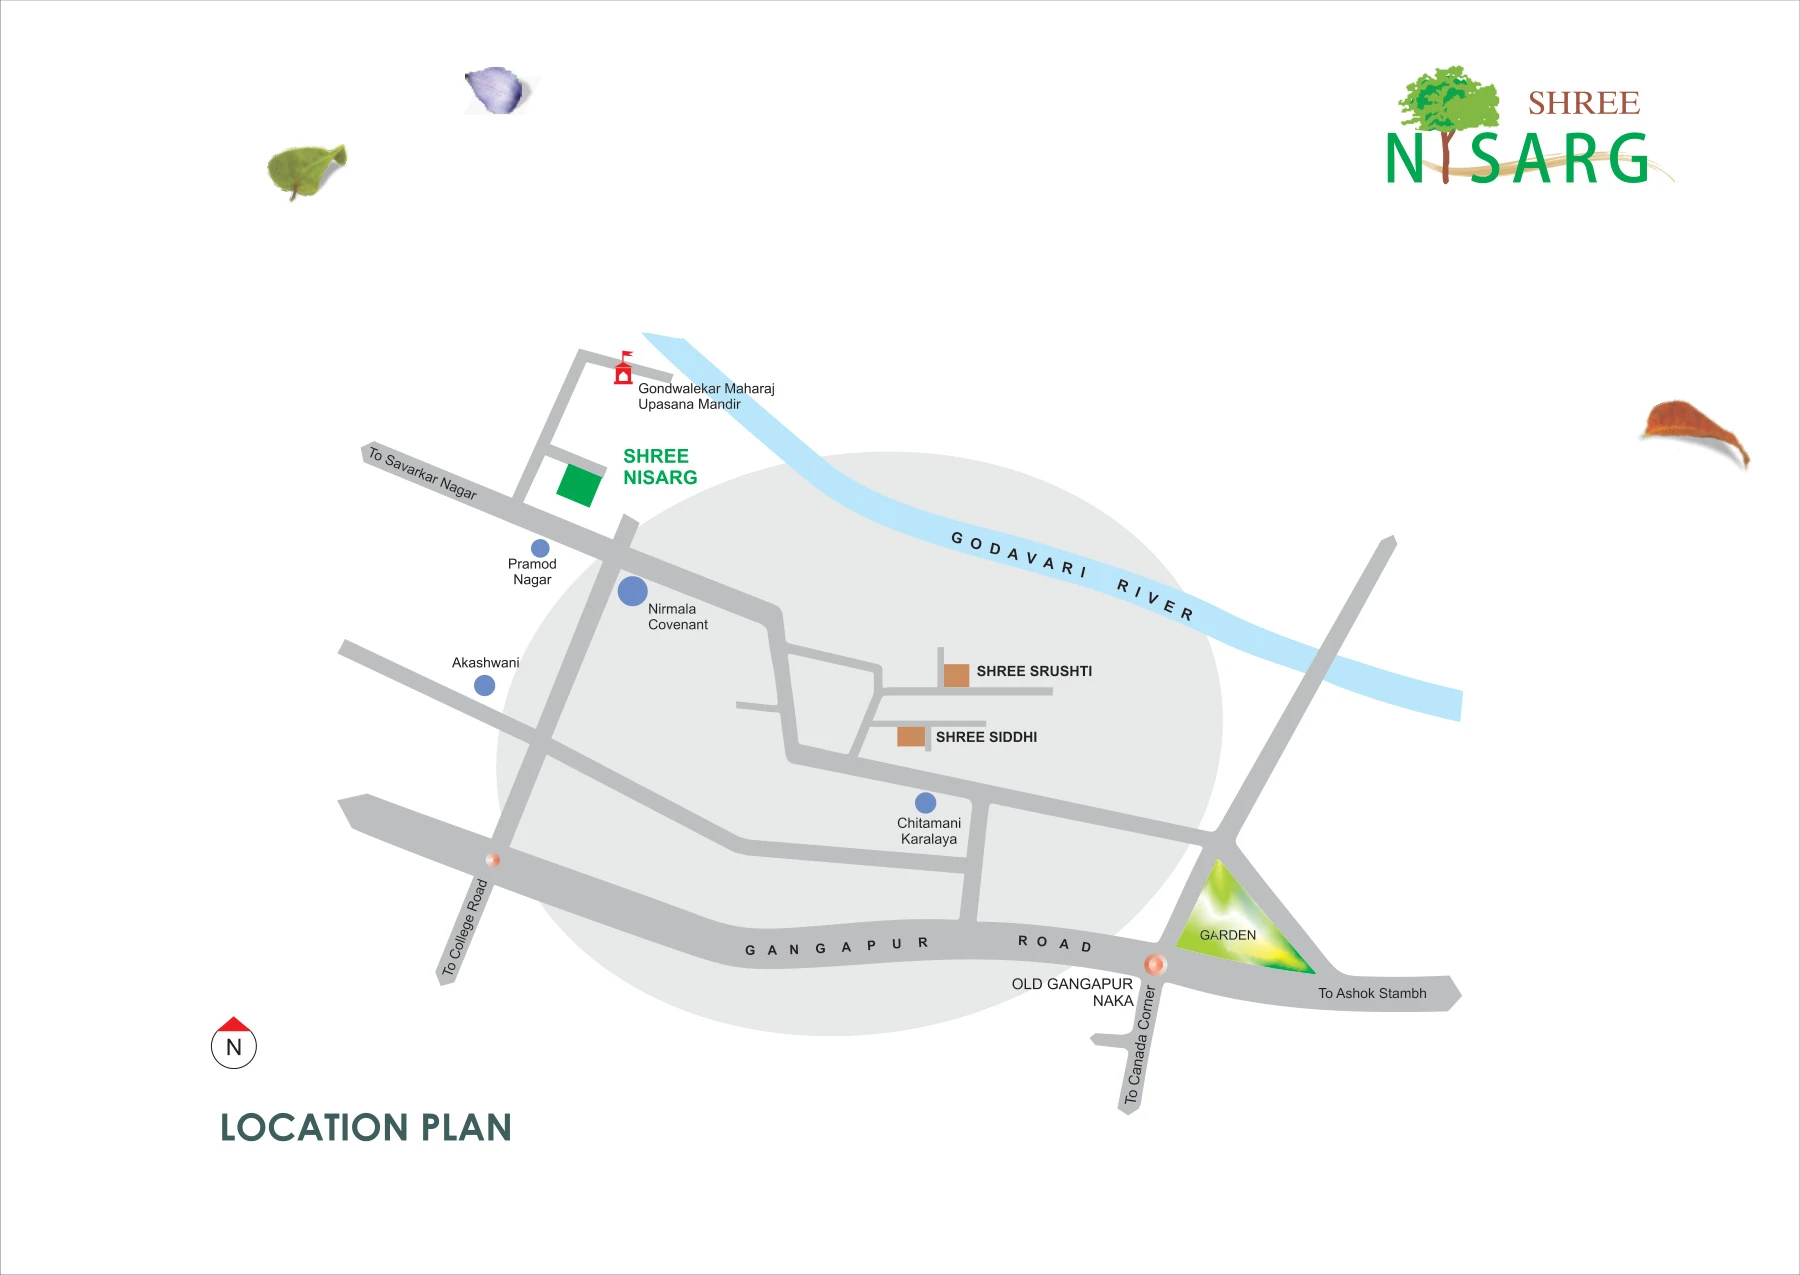 SHREE
NISARG
Gondwalekar Maharaj
Upasana Mandir
SHREE
NISARG
To Savarkar Nagar
GODAVARI RIVER
Pramod
Nagar
Nirmala
Covenant
Akashwani
SHREE SRUSHTI
SHREE SIDDHI
Chitamani
Karalaya
To College Road
GANGAPUR ROAD
GARDEN
OLD GANGAPUR
NAKA
To Ashok Stambh
To Canada Corner
N
LOCATION PLAN